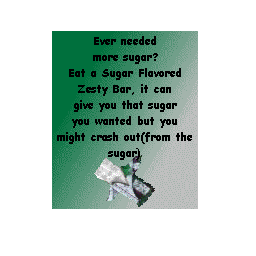 Ever needed
more sugar?
Eat a Sugar Flavored
Zesty Bar, it can
give you that sugar
you wanted but you
might crash out(from the
sugar)